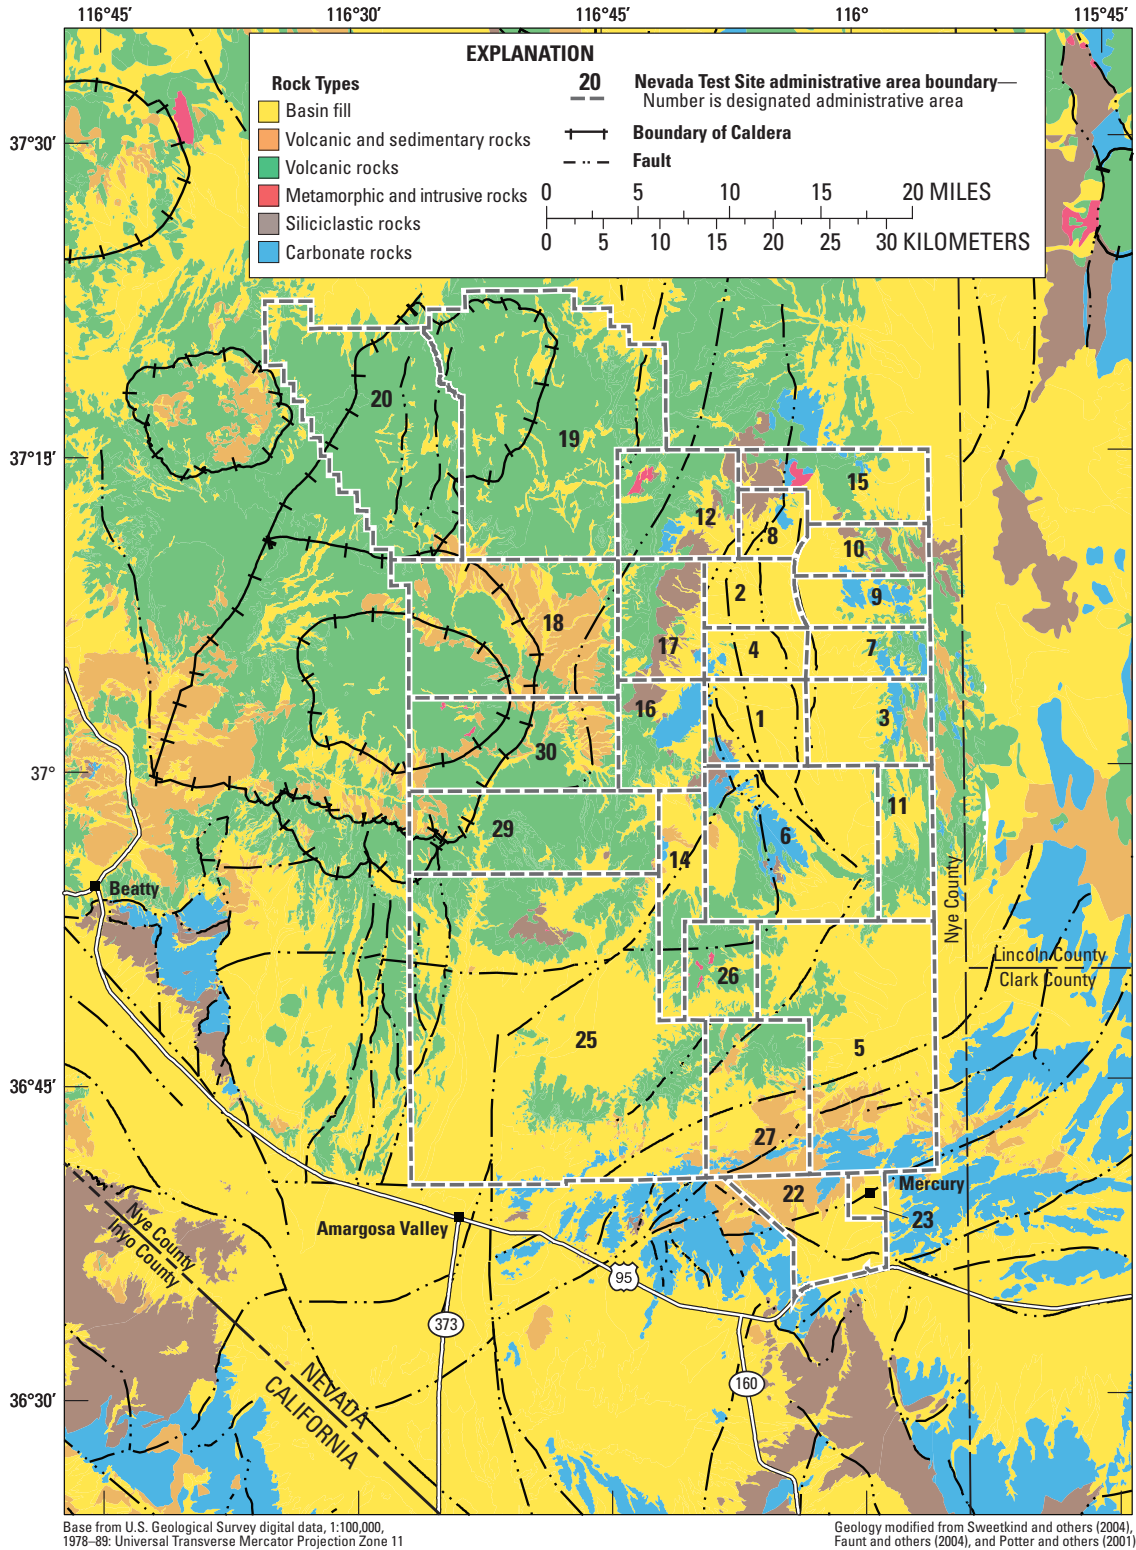 116°45' 116°30' 116°45' 116° 115°45'
EXPLANATION
Rock Types
Basin fill
Volcanic and sedimentary rocks
Volcanic rocks
Metamorphic and intrusive rocks
Siliciclastic rocks
Carbonate rocks
20 Nevada Test Site administrative area boundary—
Number is designated administrative area
Boundary of Caldera
Fault
0 5 10 15 20 MILES
0 5 10 15 20 25 30 KILOMETERS
37°30'
37°15'
37°
36°45'
36°30'
20
19
15
12
8
10
2
9
18
17
4
7
16
1
3
30
11
29
6
14
Beatty
Nye County
Lincoln County
Clark County
26
25
5
27
22
Mercury
23
Amargosa Valley
Nye County
Inyo County
95
373
160
NEVADA
CALIFORNIA
Base from U.S. Geological Survey digital data, 1:100,000,
1978–89: Universal Transverse Mercator Projection Zone 11
Geology modified from Sweetkind and others (2004),
Faunt and others (2004), and Potter and others (2001)